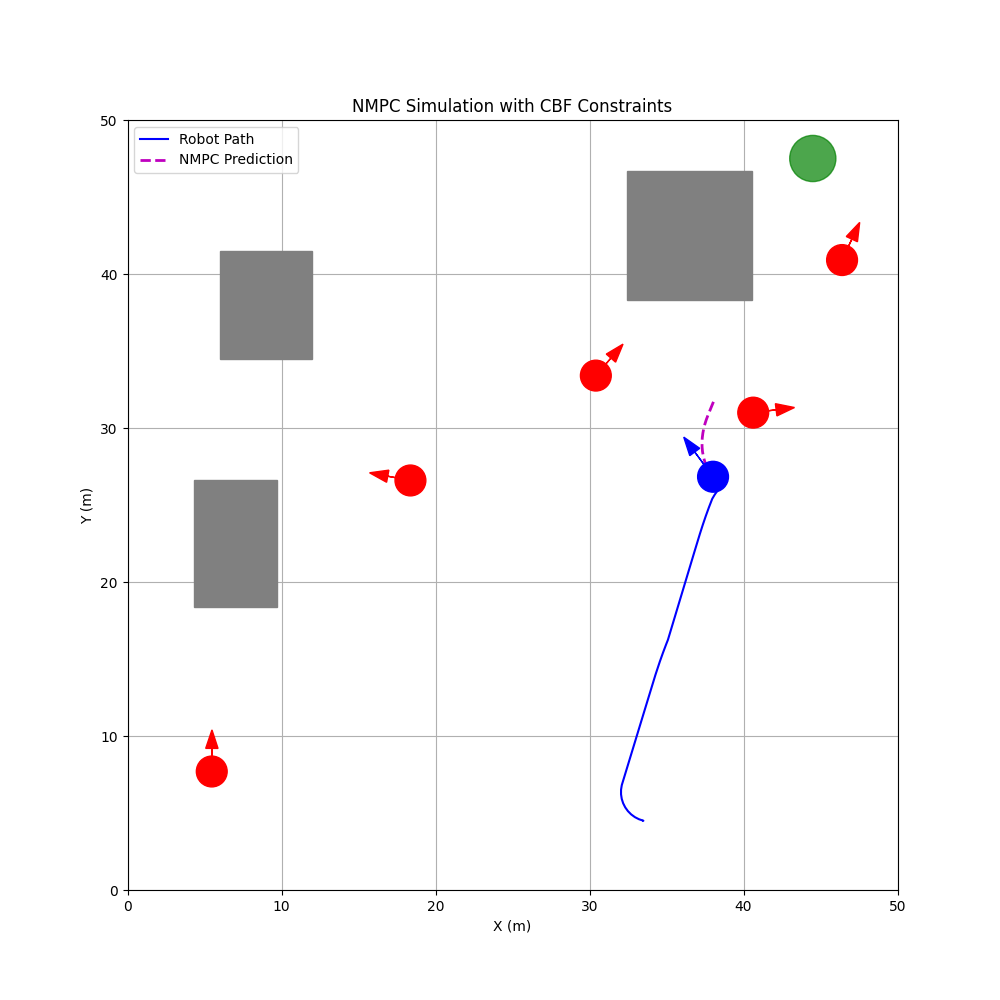 NMPC Simulation with CBF Constraints
Robot Path
NMPC Prediction
50
40
30
20
10
0
Y (m)
0 10 20 30 40 50
X (m)